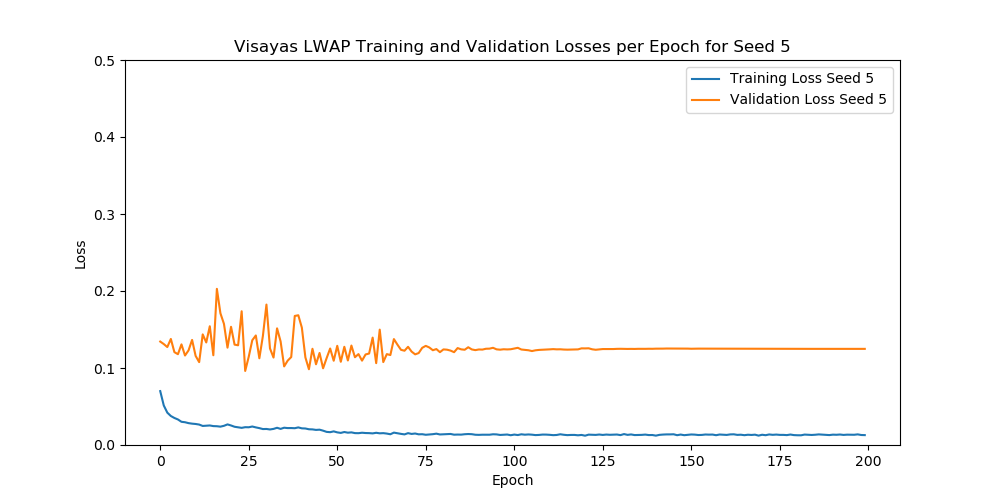 Visayas LWAP Training and Validation Losses per Epoch for Seed 5
Training Loss Seed 5
Validation Loss Seed 5
Loss
0.5
0.4
0.3
0.2
0.1
0.0
0 25 50 75 100 125 150 175 200
Epoch